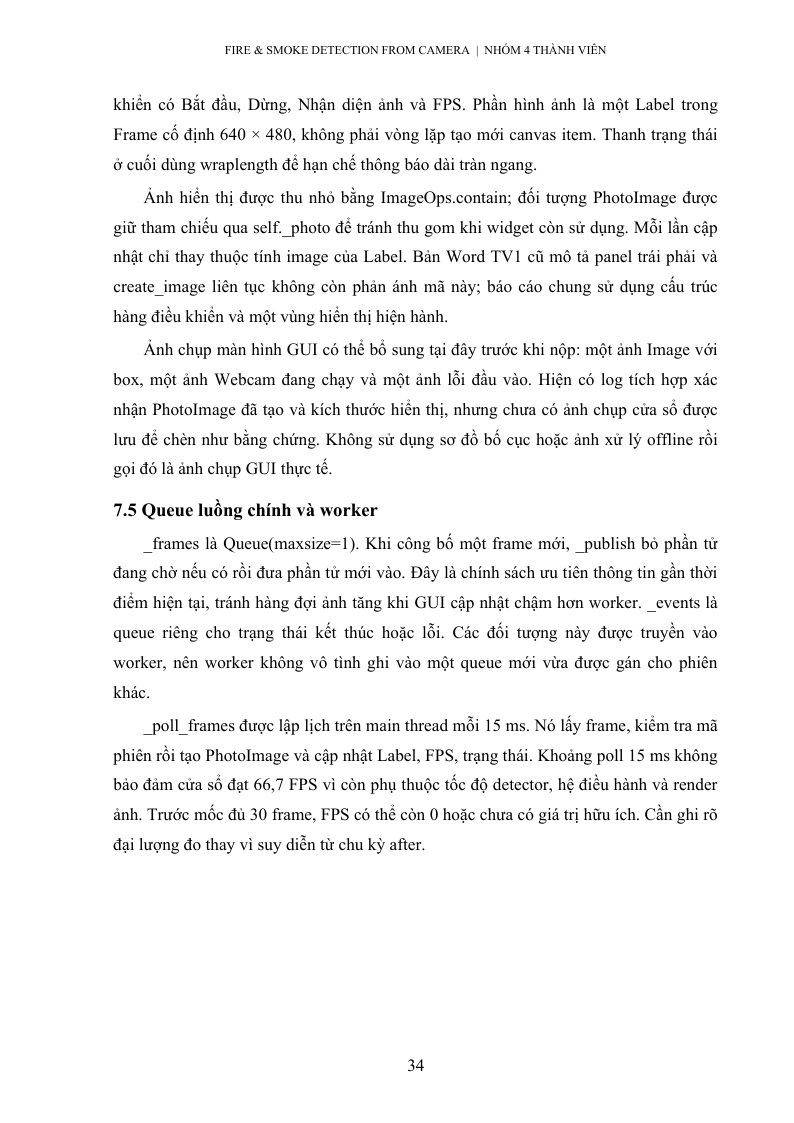 FIRE & SMOKE DETECTION FROM CAMERA | NHÓM 4 THÀNH VIÊN
khiển có Bắt đầu, Dừng, Nhận diện ảnh và FPS. Phần hình ảnh là một Label trong
Frame cố định 640 × 480, không phải vòng lặp tạo mới canvas item. Thanh trạng thái
ở cuối dùng wraplength để hạn chế thông báo dài tràn ngang.
Ảnh hiển thị được thu nhỏ bằng ImageOps.contain; đối tượng PhotoImage được
giữ tham chiếu qua self._photo để tránh thu gom khi widget còn sử dụng. Mỗi lần cập
nhật chỉ thay thuộc tính image của Label. Bản Word TV1 cũ mô tả panel trái phải và
create_image liên tục không còn phản ánh mã này; báo cáo chung sử dụng cấu trúc
hàng điều khiển và một vùng hiển thị hiện hành.
Ảnh chụp màn hình GUI có thể bổ sung tại đây trước khi nộp: một ảnh Image với
box, một ảnh Webcam đang chạy và một ảnh lỗi đầu vào. Hiện có log tích hợp xác
nhận PhotoImage đã tạo và kích thước hiển thị, nhưng chưa có ảnh chụp cửa sổ được
lưu để chèn như bằng chứng. Không sử dụng sơ đồ bố cục hoặc ảnh xử lý offline rồi
gọi đó là ảnh chụp GUI thực tế.
7.5 Queue luồng chính và worker
_frames là Queue(maxsize=1). Khi công bố một frame mới, _publish bỏ phần tử
đang chờ nếu có rồi đưa phần tử mới vào. Đây là chính sách ưu tiên thông tin gần thời
điểm hiện tại, tránh hàng đợi ảnh tăng khi GUI cập nhật chậm hơn worker. _events là
queue riêng cho trạng thái kết thúc hoặc lỗi. Các đối tượng này được truyền vào
worker, nên worker không vô tình ghi vào một queue mới vừa được gán cho phiên
khác.
_poll_frames được lập lịch trên main thread mỗi 15 ms. Nó lấy frame, kiểm tra mã
phiên rồi tạo PhotoImage và cập nhật Label, FPS, trạng thái. Khoảng poll 15 ms không
bảo đảm cửa sổ đạt 66,7 FPS vì còn phụ thuộc tốc độ detector, hệ điều hành và render
ảnh. Trước mốc đủ 30 frame, FPS có thể còn 0 hoặc chưa có giá trị hữu ích. Cần ghi rõ
đại lượng đo thay vì suy diễn từ chu kỳ after.
34